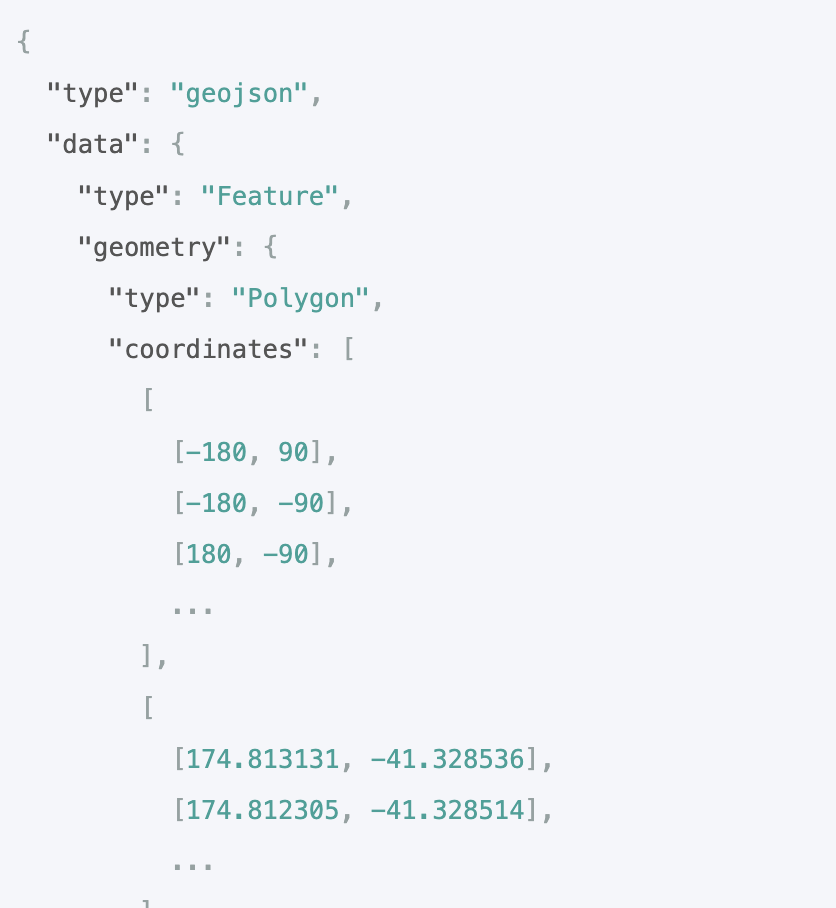 {
"type": "geojson",
"data": {
"type": "Feature",
"geometry": {
"type": "Polygon",
"coordinates": [
[
[-180, 90],
[-180, -90],
[180, -90],
...
],
[
[174.813131, -41.328536],
[174.812305, -41.328514],
...
]